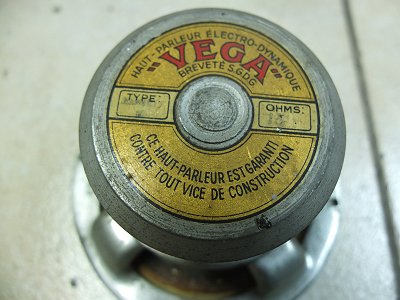 HAUT-PARLEUR ÉLECTRO-DYNAMIQUE
"VEGA"
BREVETÉ S.G.D.G
TYPE:
OHMS:
CE HAUT-PARLEUR EST GARANTI
CONTRE TOUT VICE DE CONSTRUCTION